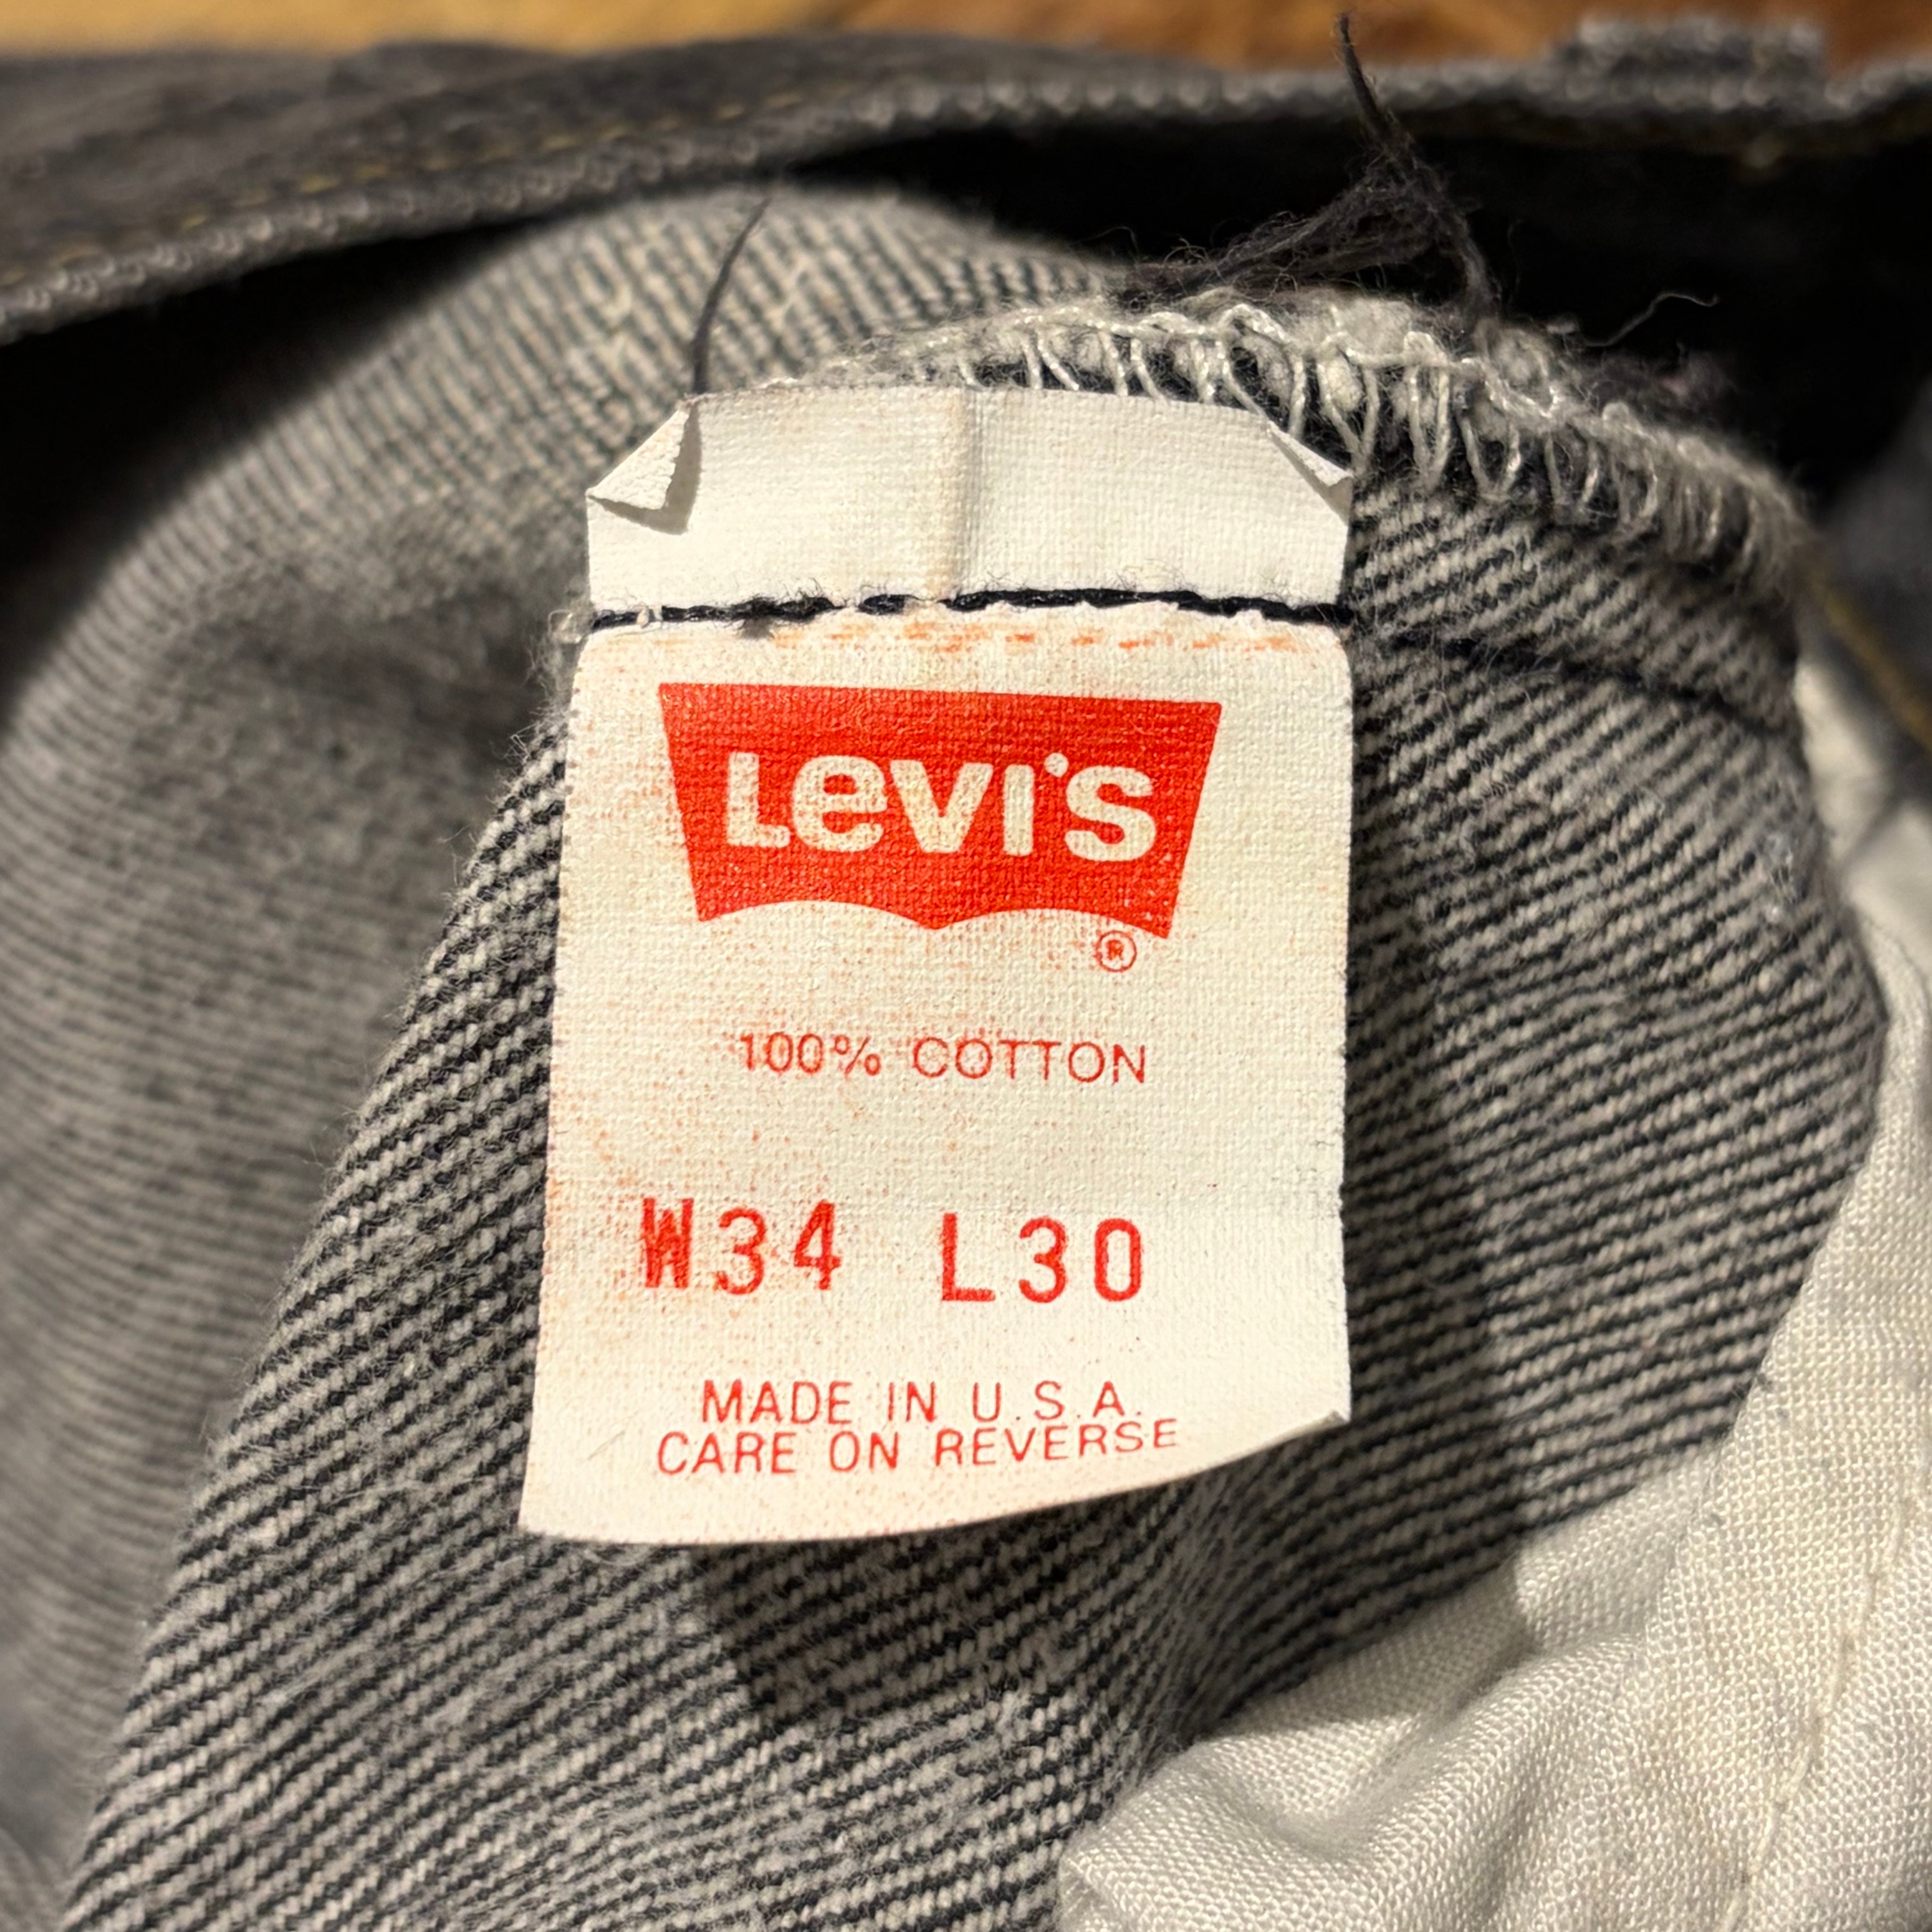 Levi's
®
100% COTTON
W34 L30
MADE IN U.S.A.
CARE ON REVERSE